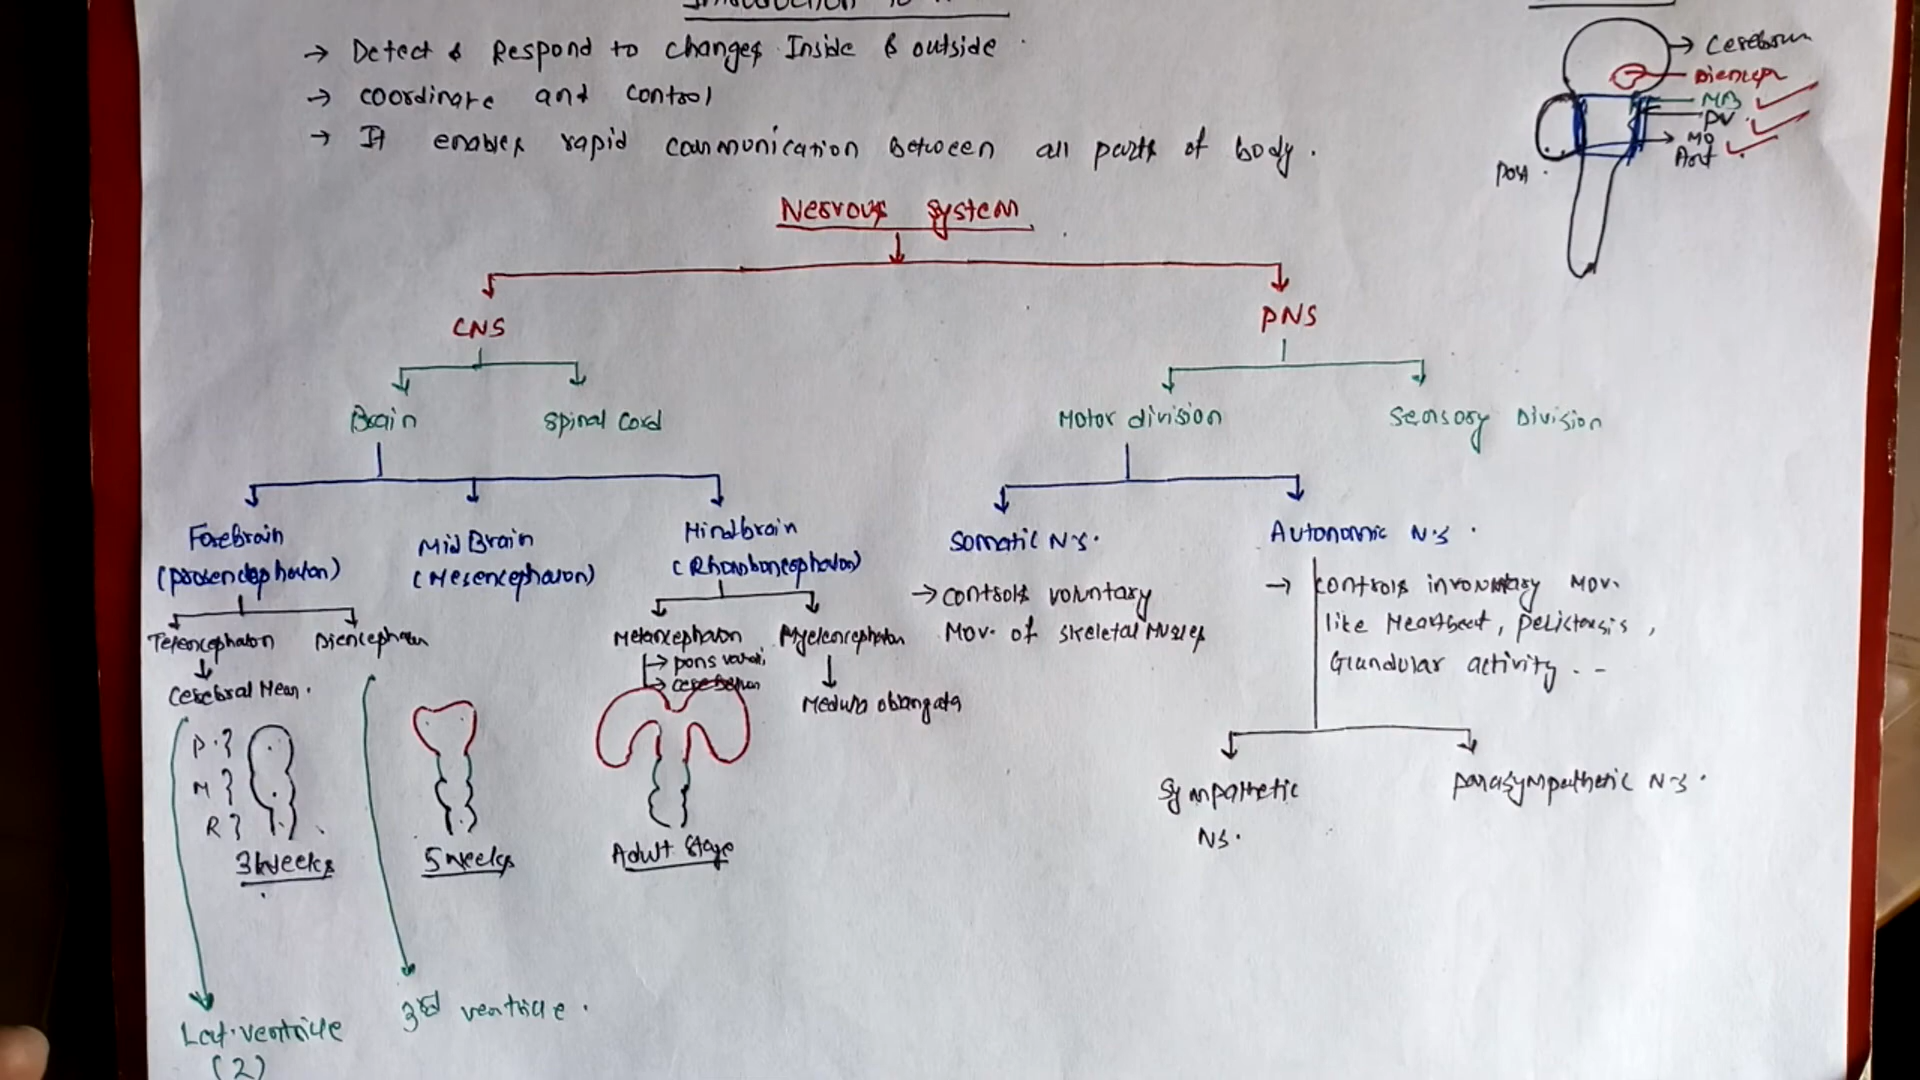 → Detect & Respond to changes Inside & outside
→ coordinate and control
→ It enables rapid communication between all parts of body.
→ cerebrum
Dienceph
MB
PV
MO
Ant
post.
Nervous system
CNS
PNS
Brain
Spinal Cord
Motor division
Sensory Division
Forebrain
(prosencephalon)
Mid Brain
(Mesencephalon)
Hindbrain
(Rhombencephalon)
Somatic N.S.
→ controls voluntary
Mov. of skeletal Muscles
Autonomic N.S.
→ controls involuntary Mov.
like Heartbeat, pelistersis,
Glandular activity. -
Telencephalon
Diencephalon
Metencephalon
Myelencephalon
→ pons varoli
→ cerebellum
Cerebral Hem.
Medulla oblongata
P.}
M}
R}
3 Weeks
5 Weeks
Adult Stage
Sympathetic
NS.
parasympathetic N.S.
Lat. ventricle
(2)
3rd ventricle.